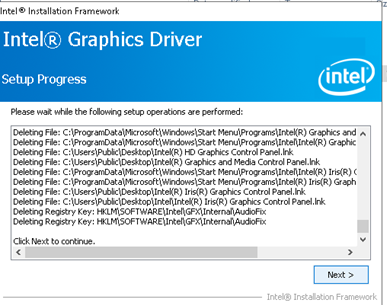 Intel® Installation Framework
Intel® Graphics Driver
Setup Progress
intel
Please wait while the following setup operations are performed:
Deleting File: C:\ProgramData\Microsoft\Windows\Start Menu\Programs\Intel(R) Graphics and
Deleting File: C:\ProgramData\Microsoft\Windows\Start Menu\Programs\Intel\Intel(R) Graphic
Deleting File: C:\Users\Public\Desktop\Intel(R) HD Graphics Control Panel.lnk
Deleting File: C:\Users\Public\Desktop\Intel(R) Graphics and Media Control Panel.lnk
Deleting File: C:\ProgramData\Microsoft\Windows\Start Menu\Programs\Intel(R) Iris(R) Graph
Deleting File: C:\ProgramData\Microsoft\Windows\Start Menu\Programs\Intel\Intel(R) Iris(R) G
Deleting File: C:\Users\Public\Desktop\Intel(R) Iris(R) Graphics Control Panel.lnk
Deleting File: C:\Users\Public\Desktop\Intel\Intel(R) Iris(R) Graphics Control Panel.lnk
Deleting Registry Key: HKLM\SOFTWARE\Intel\GFX\Internal\AudioFix
Deleting Registry Key: HKLM\SOFTWARE\Intel\GFX\Internal\AudioFix
Click Next to continue.
Next >
Intel® Installation Framework